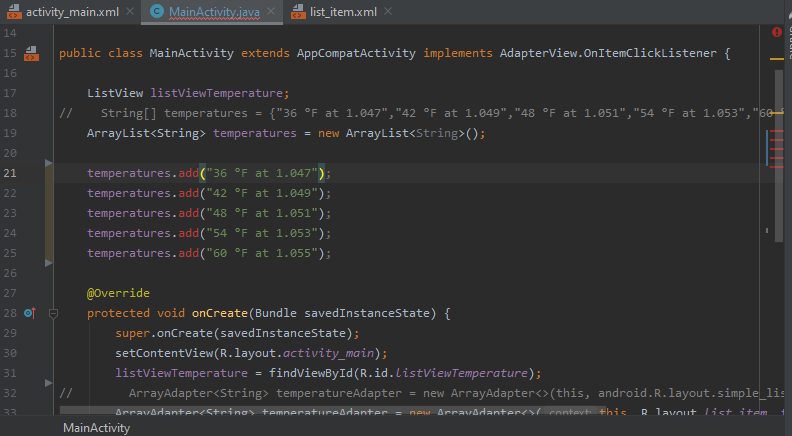 activity_main.xml MainActivity.java list_item.xml
14
15 public class MainActivity extends AppCompatActivity implements AdapterView.OnItemClickListener {
16
17 ListView listViewTemperature;
18 // String[] temperatures = {"36 °F at 1.047","42 °F at 1.049","48 °F at 1.051","54 °F at 1.053","60
19 ArrayList<String> temperatures = new ArrayList<String>();
20
21 temperatures.add("36 °F at 1.047");
22 temperatures.add("42 °F at 1.049");
23 temperatures.add("48 °F at 1.051");
24 temperatures.add("54 °F at 1.053");
25 temperatures.add("60 °F at 1.055");
26
27 @Override
28 protected void onCreate(Bundle savedInstanceState) {
29 super.onCreate(savedInstanceState);
30 setContentView(R.layout.activity_main);
31 listViewTemperature = findViewById(R.id.listViewTemperature);
32 // ArrayAdapter<String> temperatureAdapter = new ArrayAdapter<>(this, android.R.layout.simple_lis
33 ArrayAdapter<String> temperatureAdapter = new ArrayAdapter<>( context: this, R.layout.list_item,
MainActivity